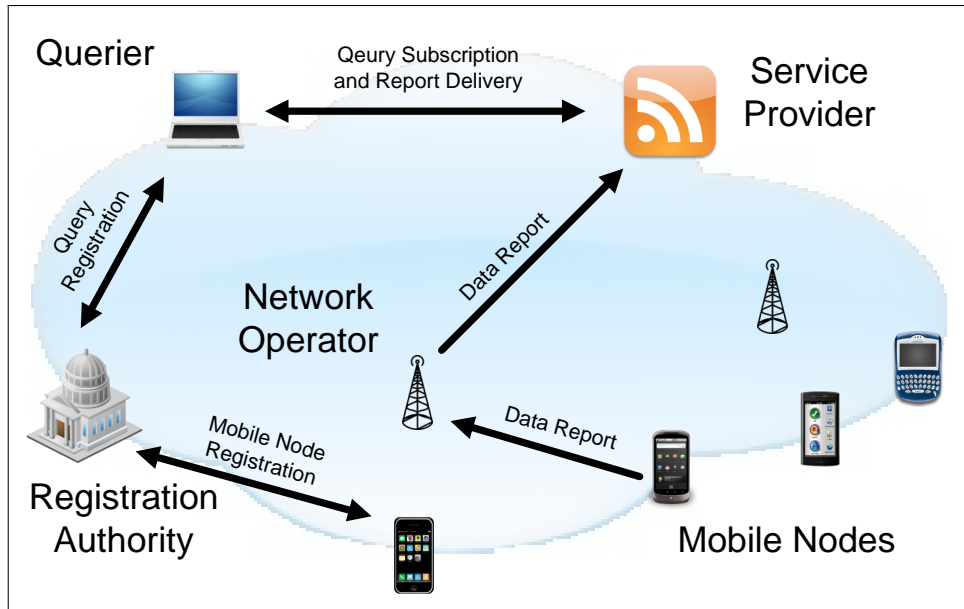 Querier
Qeury Subscription
and Report Delivery
Service
Provider
Query
Registration
Data Report
Network
Operator
Data Report
Mobile Node
Registration
Registration
Authority
Mobile Nodes